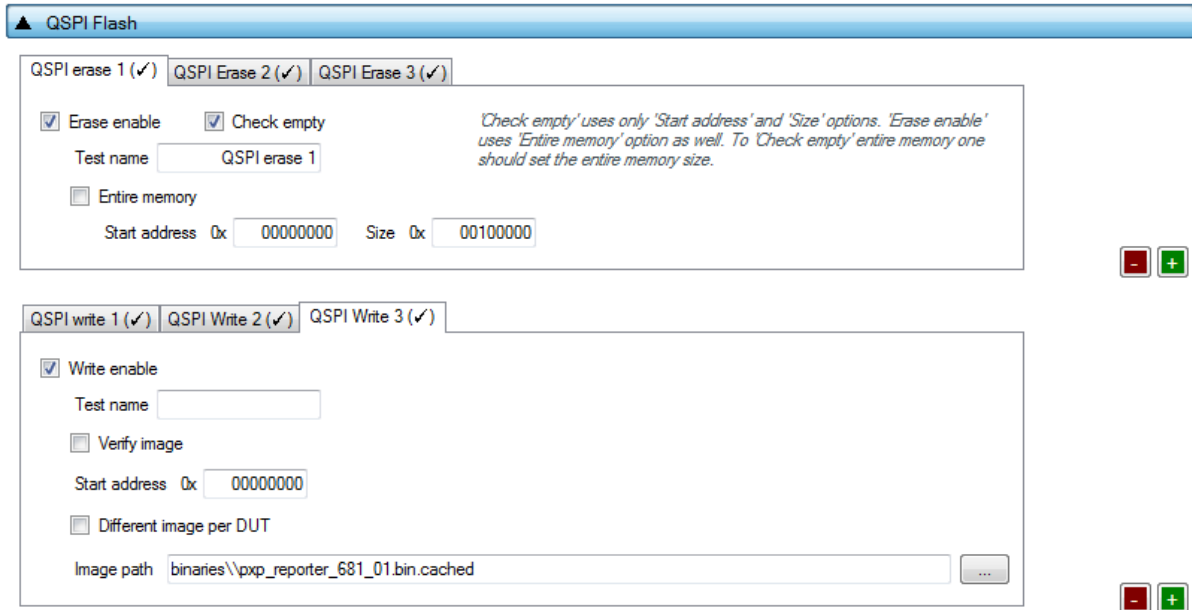 ▲ QSPI Flash
QSPI erase 1 (✓) QSPI Erase 2 (✓) QSPI Erase 3 (✓)
Erase enable Check empty
'Check empty' uses only 'Start address' and 'Size' options. 'Erase enable'
uses 'Entire memory' option as well. To 'Check empty' entire memory one
should set the entire memory size.
Test name QSPI erase 1
Entire memory
Start address 0x 00000000 Size 0x 00100000
- +
QSPI write 1 (✓) QSPI Write 2 (✓) QSPI Write 3 (✓)
Write enable
Test name
Verify image
Start address 0x 00000000
Different image per DUT
Image path binaries\\pxp_reporter_681_01.bin.cached ...
- +